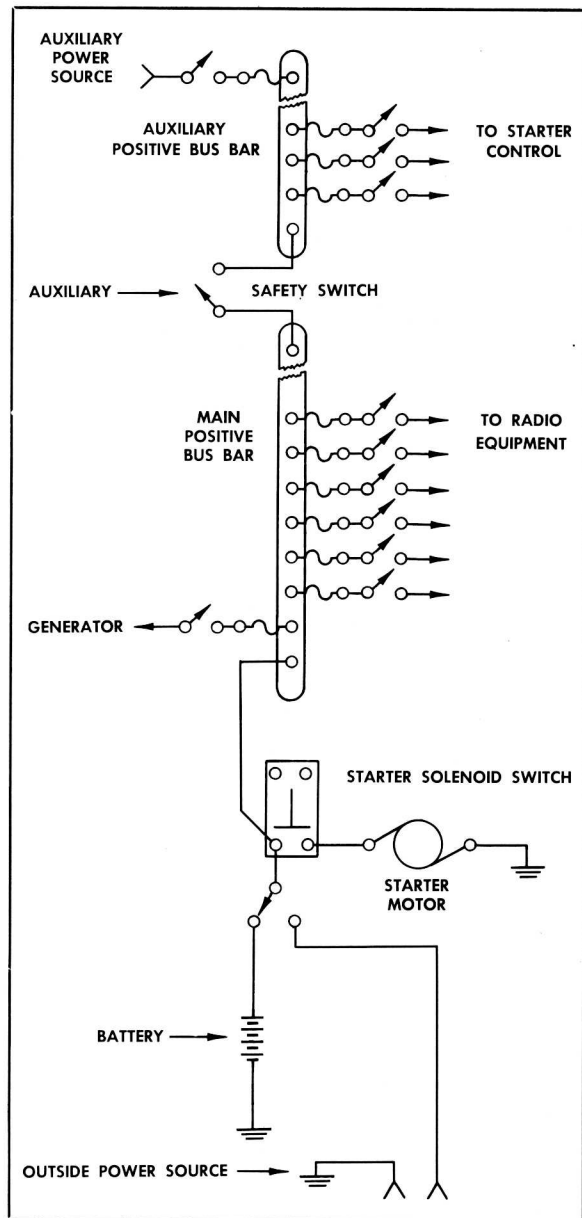 AUXILIARY
POWER
SOURCE
AUXILIARY
POSITIVE BUS BAR
TO STARTER
CONTROL
AUXILIARY
SAFETY SWITCH
MAIN
POSITIVE
BUS BAR
TO RADIO
EQUIPMENT
GENERATOR
STARTER SOLENOID SWITCH
STARTER
MOTOR
BATTERY
OUTSIDE POWER SOURCE